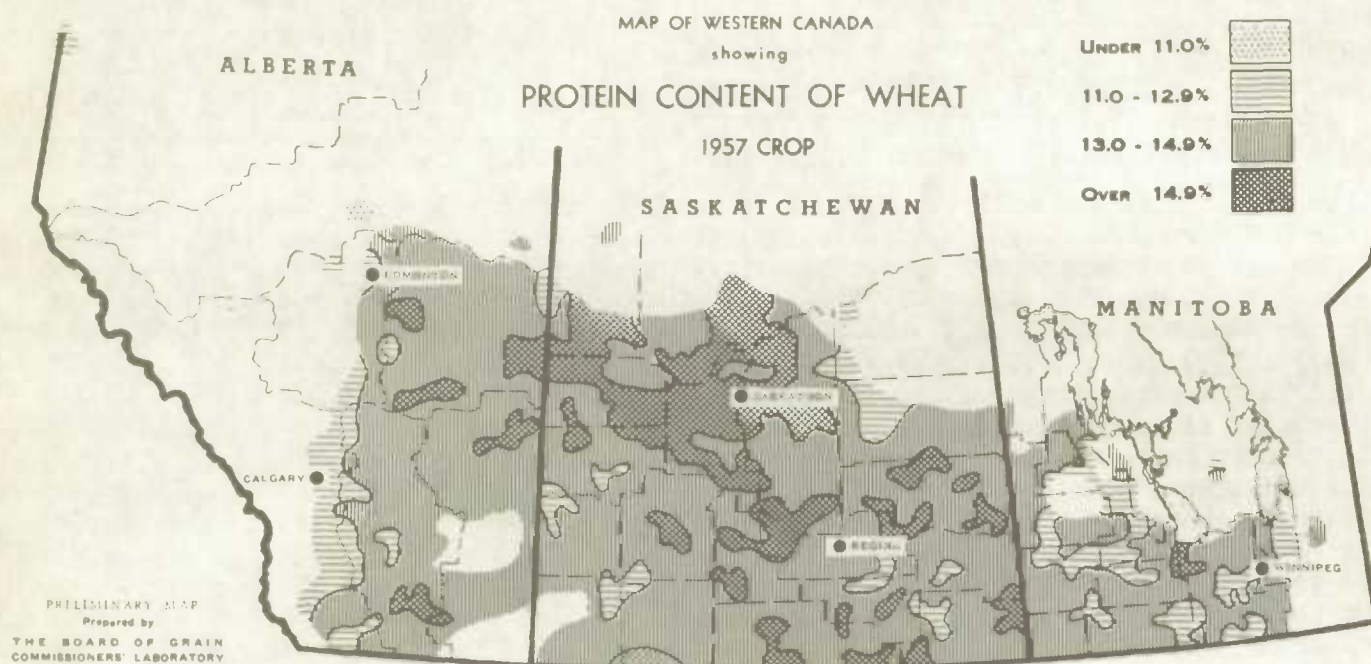 MAP OF WESTERN CANADA
showing
PROTEIN CONTENT OF WHEAT
1957 CROP
UNDER 11.0%
11.0 - 12.9%
13.0 - 14.9%
OVER 14.9%
ALBERTA
SASKATCHEWAN
MANITOBA
EDMONTON
SASKATOON
CALGARY
REGINA
WINNIPEG
PRELIMINARY MAP
Prepared by
THE BOARD OF GRAIN
COMMISSIONERS' LABORATORY